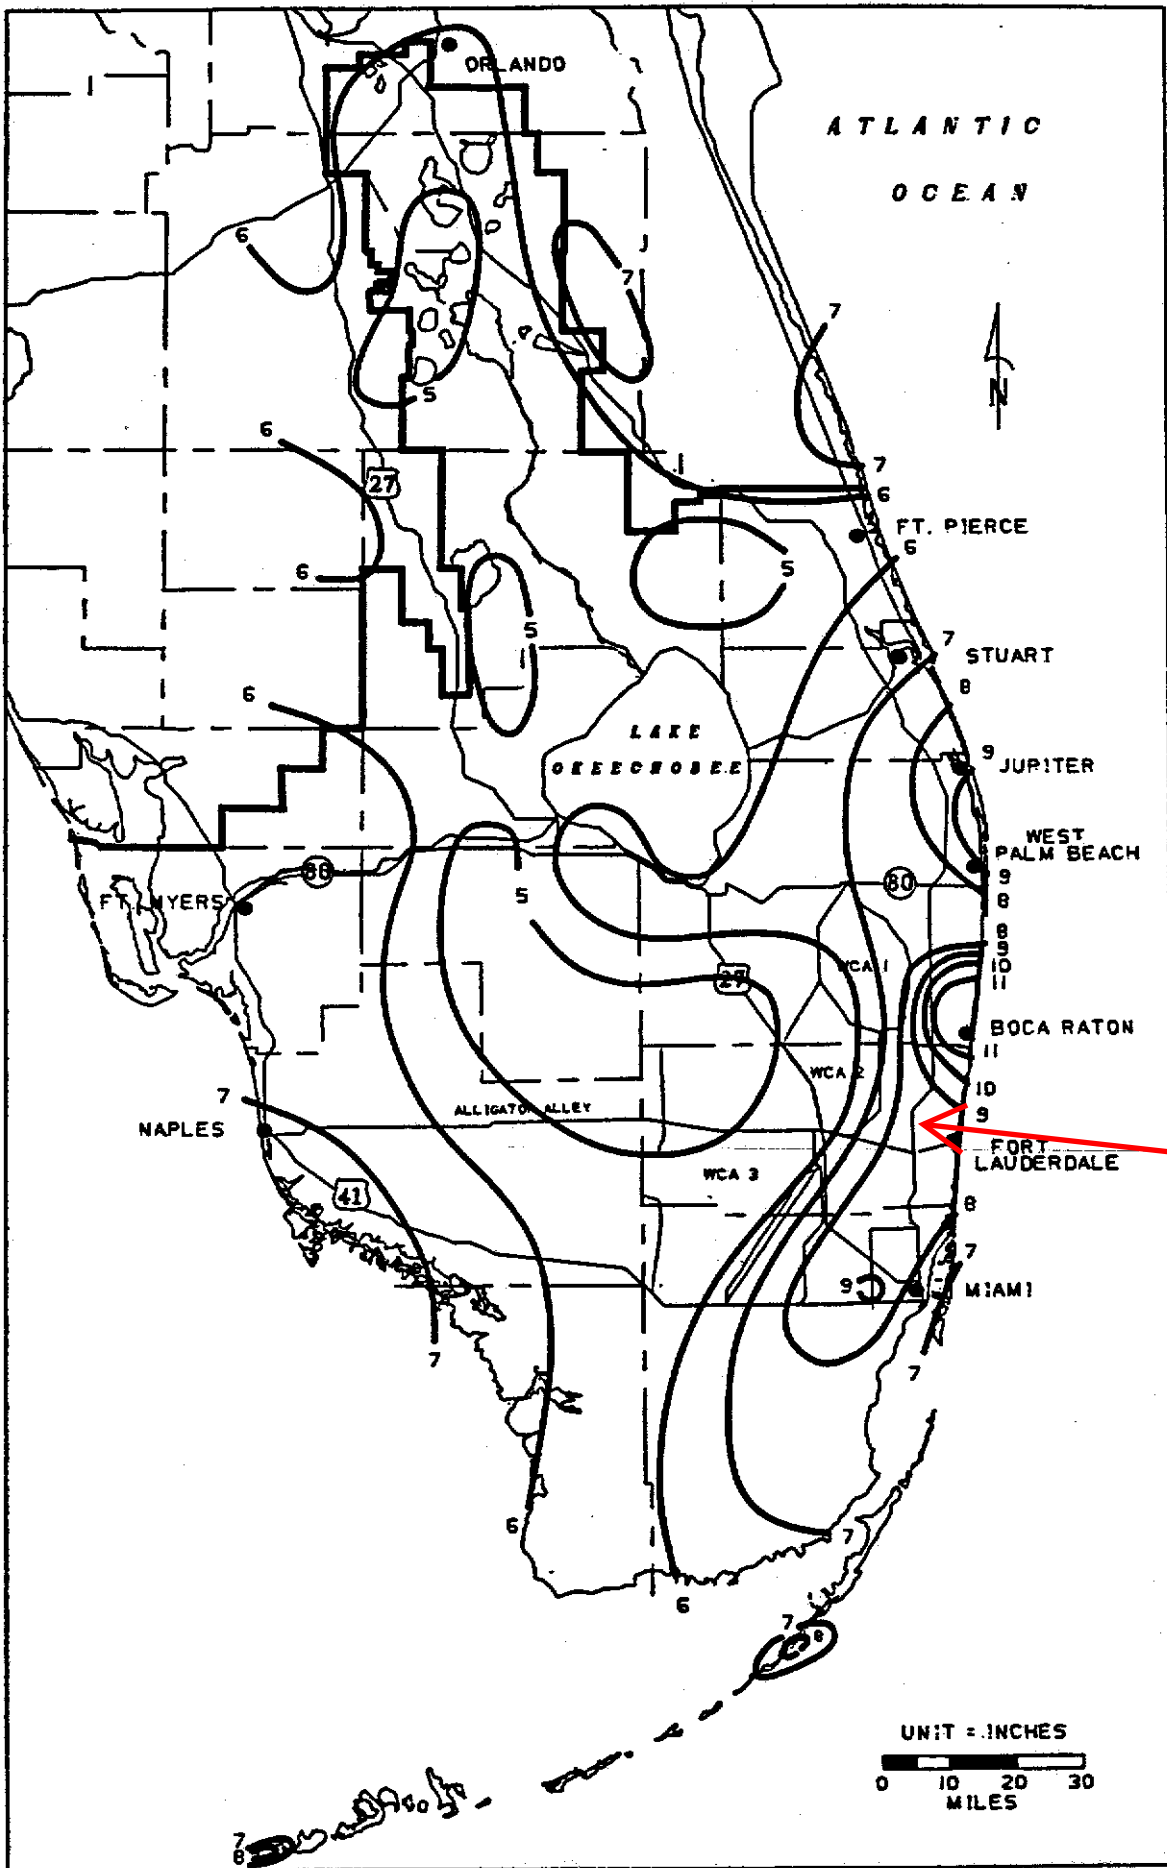 ORLANDO
ATLANTIC
OCEAN
6
7
7
N
5
6
7
27
6
FT. PIERCE
6
5
6
5
7
STUART
6
8
LAKE
OKEECHOBEE
9
JUPITER
WEST
PALM BEACH
9
80
80
8
5
FT. MYERS
8
9
WCA 1
10
27
11
BOCA RATON
11
WCA 2
10
7
ALLIGATOR ALLEY
9
NAPLES
FORT
LAUDERDALE
WCA 3
41
8
7
9
MIAMI
7
7
6
7
6
7
8
UNIT = INCHES
0 10 20 30
MILES
7
8